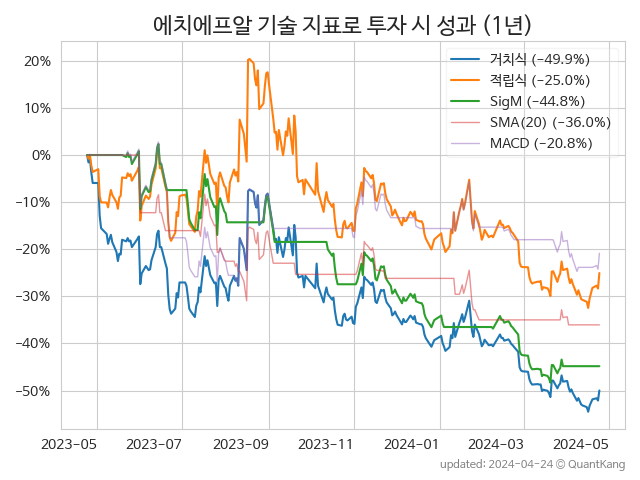 에치에프알 기술 지표로 투자 시 성과 (1년)
거치식 (−49.9%)
적립식 (−25.0%)
SigM (−44.8%)
SMA(20) (−36.0%)
MACD (−20.8%)
20%
10%
0%
−10%
−20%
−30%
−40%
−50%
2023−05 2023−07 2023−09 2023−11 2024−01 2024−03 2024−05
updated: 2024−04−24 © QuantKang